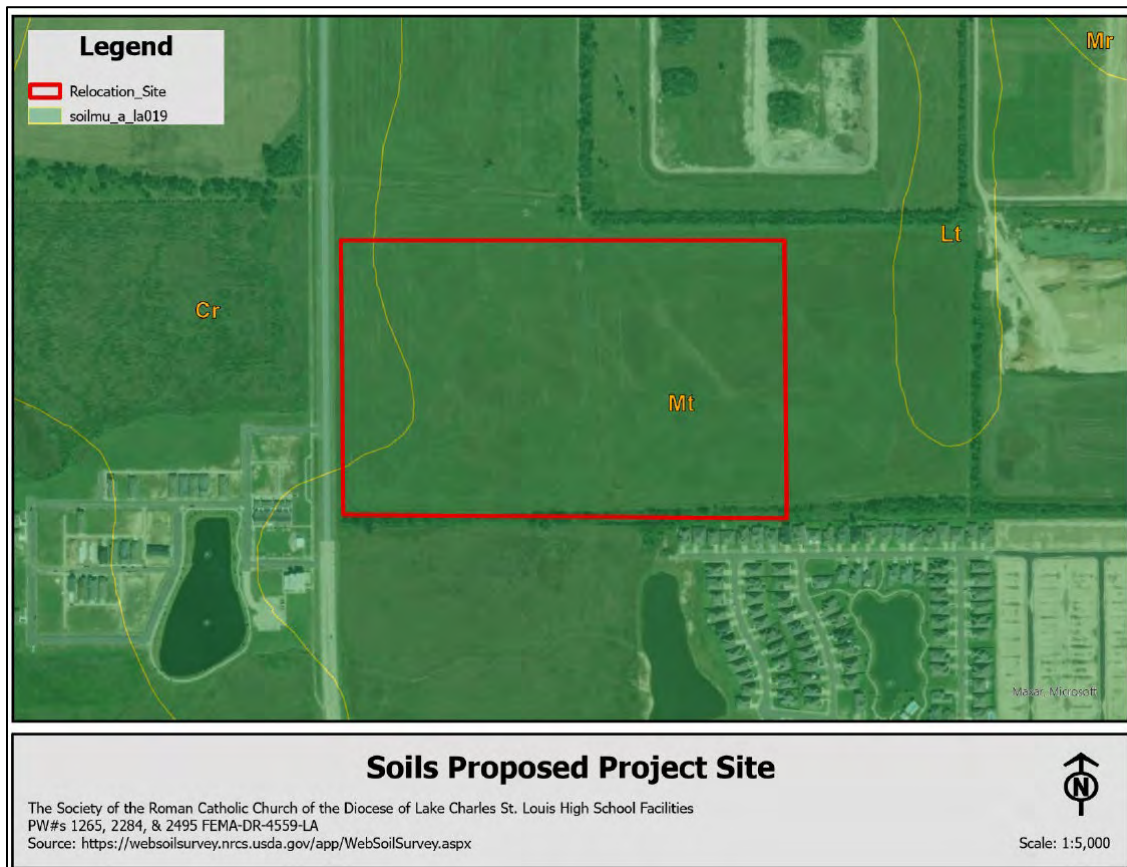 Legend
Relocation_Site
soilmu_a_la019
Mr
Lt
Cr
Mt
Maxar, Microsoft
Soils Proposed Project Site
The Society of the Roman Catholic Church of the Diocese of Lake Charles St. Louis High School Facilities
PW#s 1265, 2284, & 2495 FEMA-DR-4559-LA
Source: https://websoilsurvey.nrcs.usda.gov/app/WebSoilSurvey.aspx
N
Scale: 1:5,000